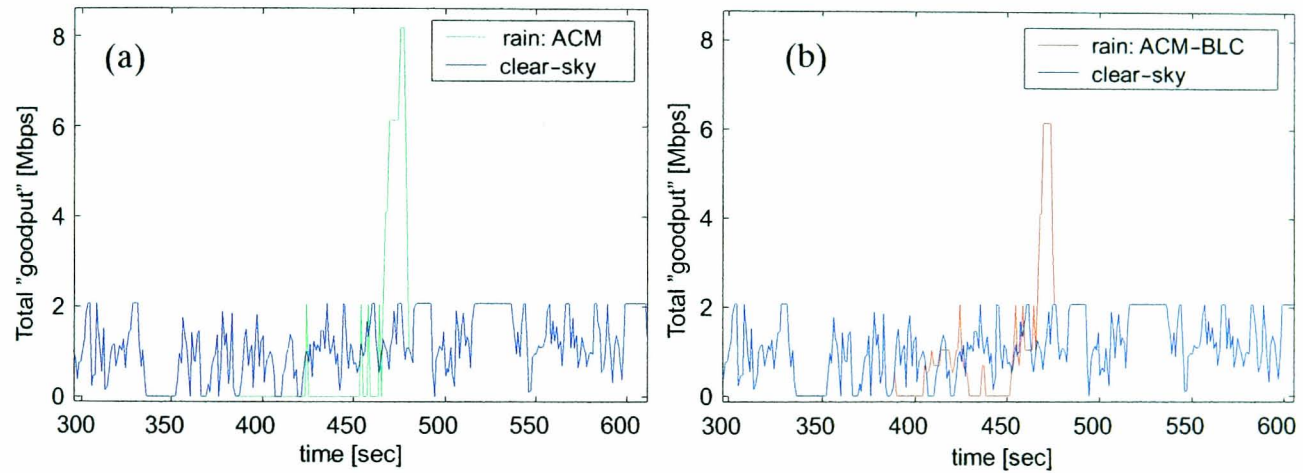 (a)
rain: ACM
clear-sky
Total "goodput" [Mbps]
8
6
4
2
0
300 350 400 450 500 550 600
time [sec]
(b)
rain: ACM-BLC
clear-sky
Total "goodput" [Mbps]
8
6
4
2
0
300 350 400 450 500 550 600
time [sec]